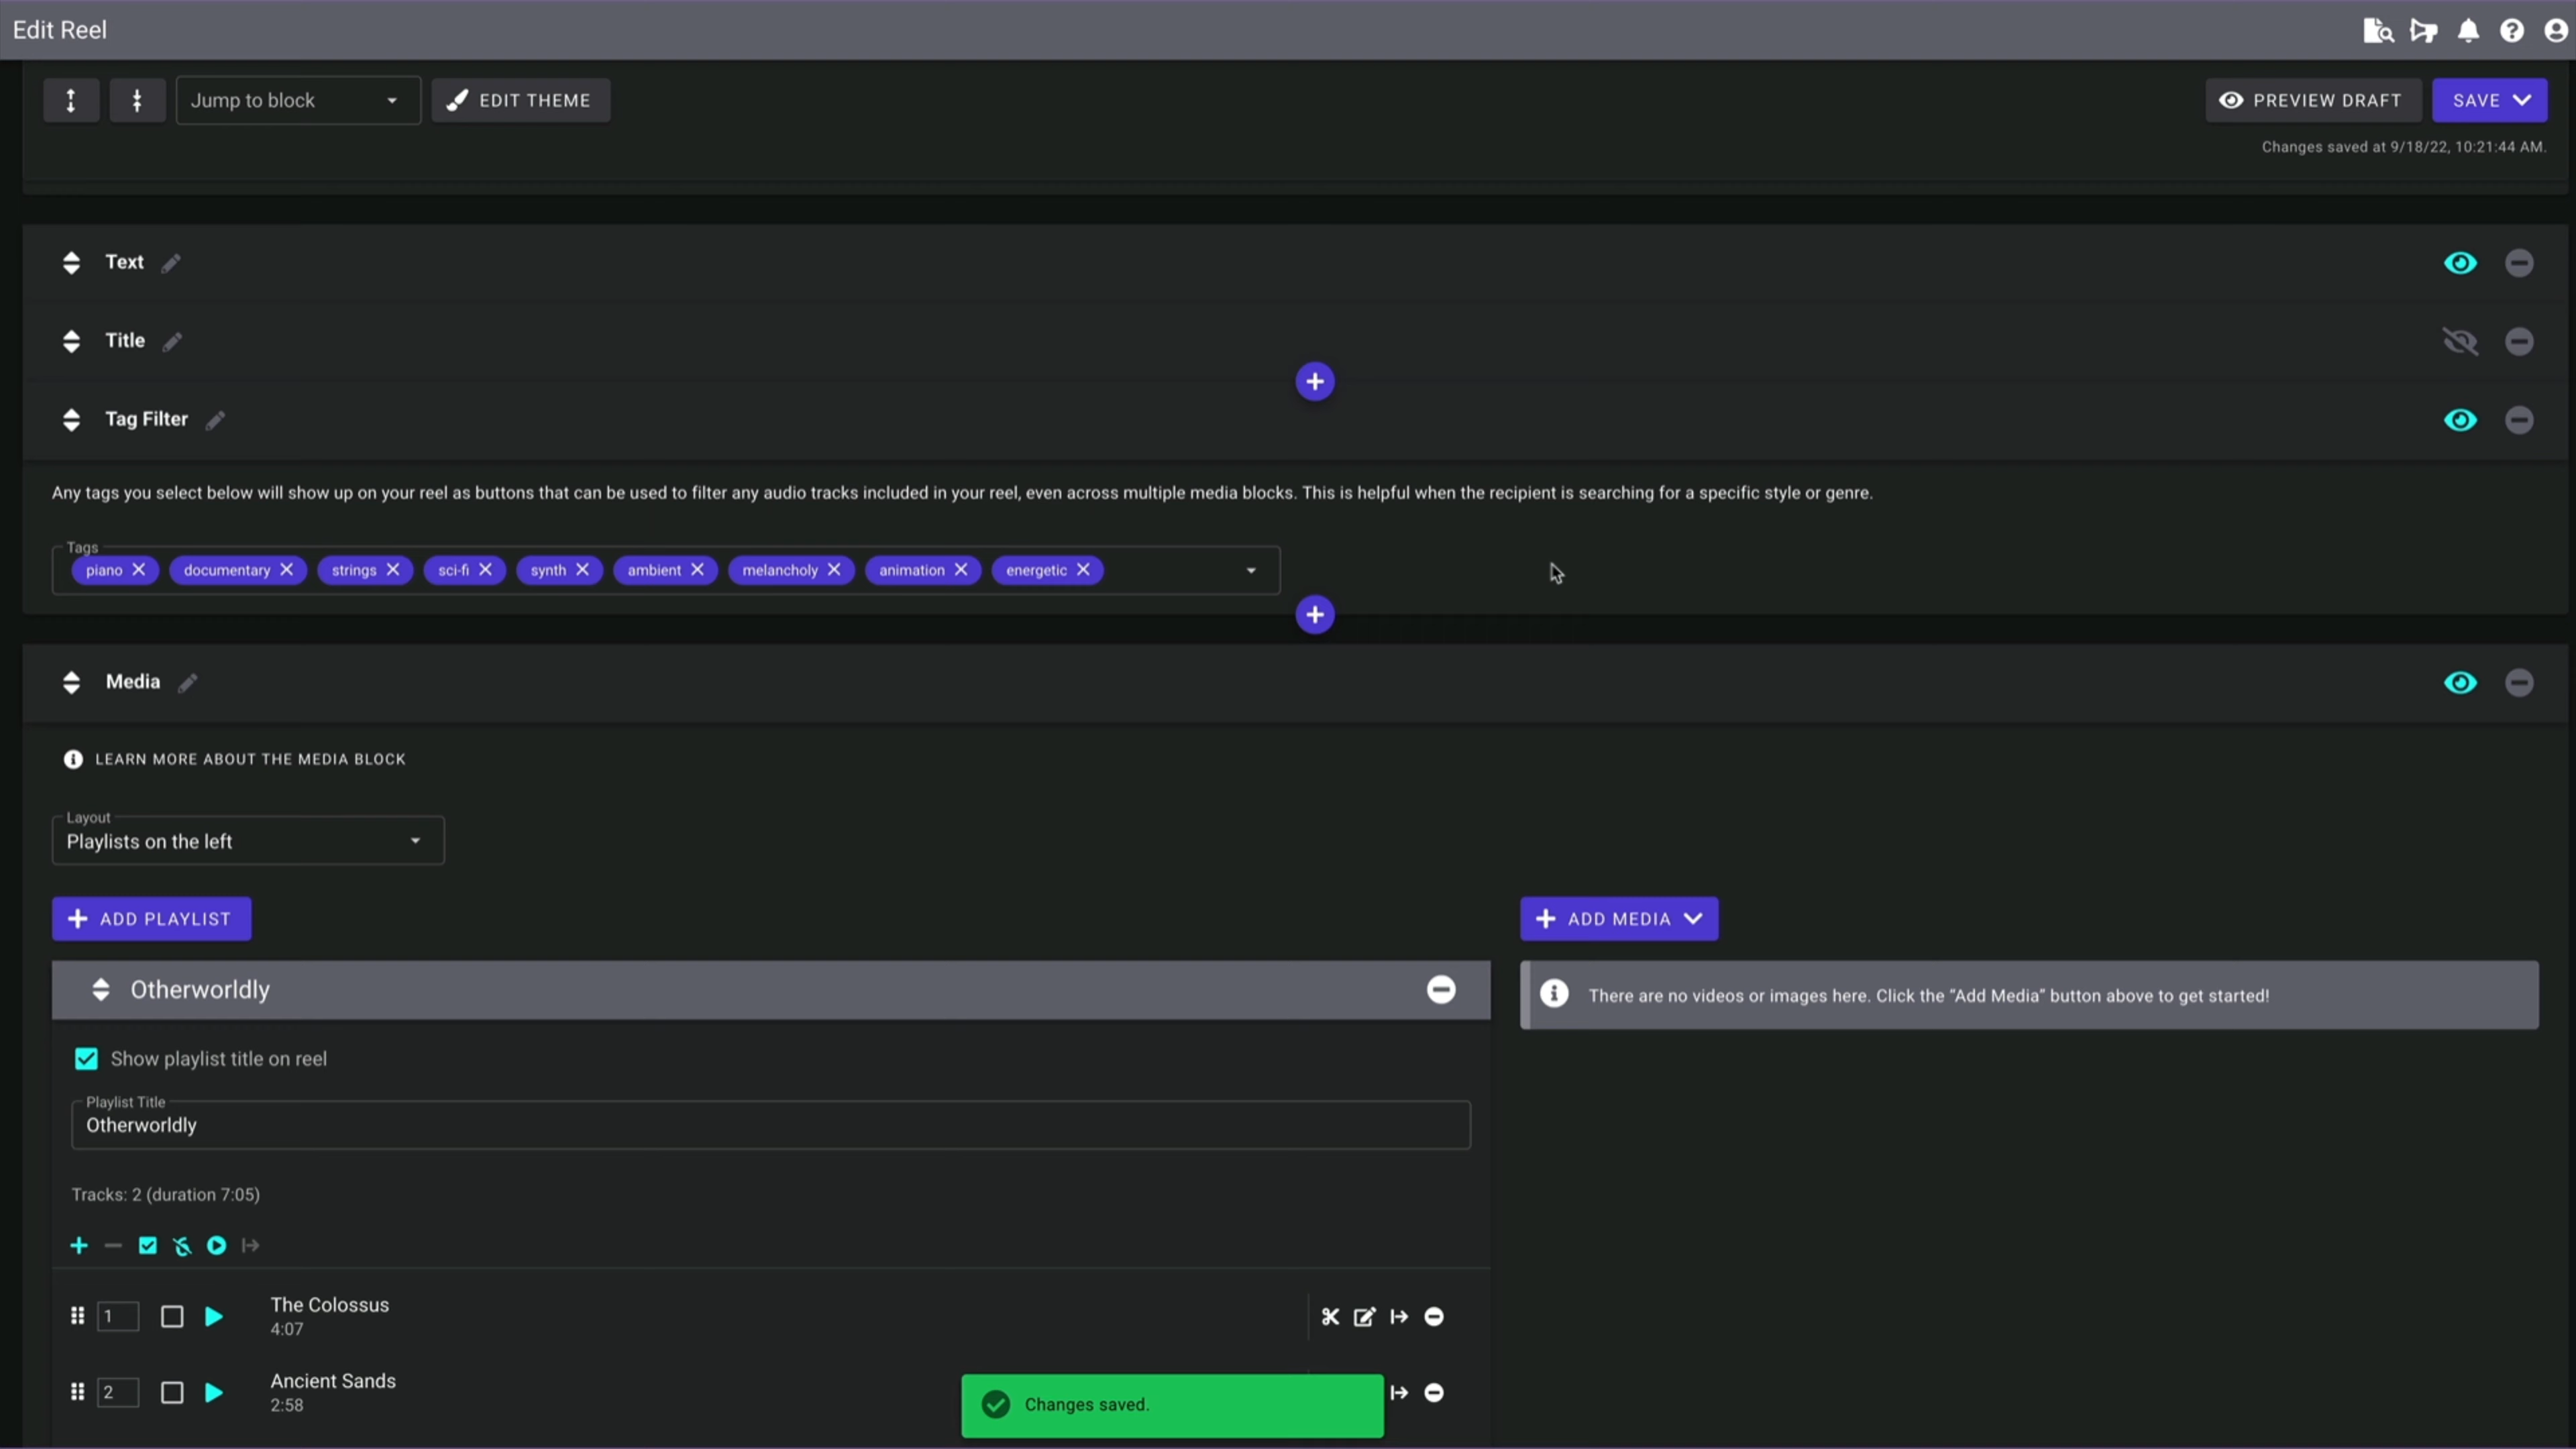 Edit Reel
Jump to block
EDIT THEME
PREVIEW DRAFT
SAVE
Changes saved at 9/18/22, 10:21:44 AM.
Text
Title
Tag Filter
Any tags you select below will show up on your reel as buttons that can be used to filter any audio tracks included in your reel, even across multiple media blocks. This is helpful when the recipient is searching for a specific style or genre.
Tags
piano documentary strings sci-fi synth ambient melancholy animation energetic
Media
LEARN MORE ABOUT THE MEDIA BLOCK
Layout
Playlists on the left
ADD PLAYLIST
ADD MEDIA
Otherworldly
There are no videos or images here. Click the “Add Media” button above to get started!
Show playlist title on reel
Playlist Title
Otherworldly
Tracks: 2 (duration 7:05)
1 The Colossus
4:07
2 Ancient Sands
2:58
Changes saved.